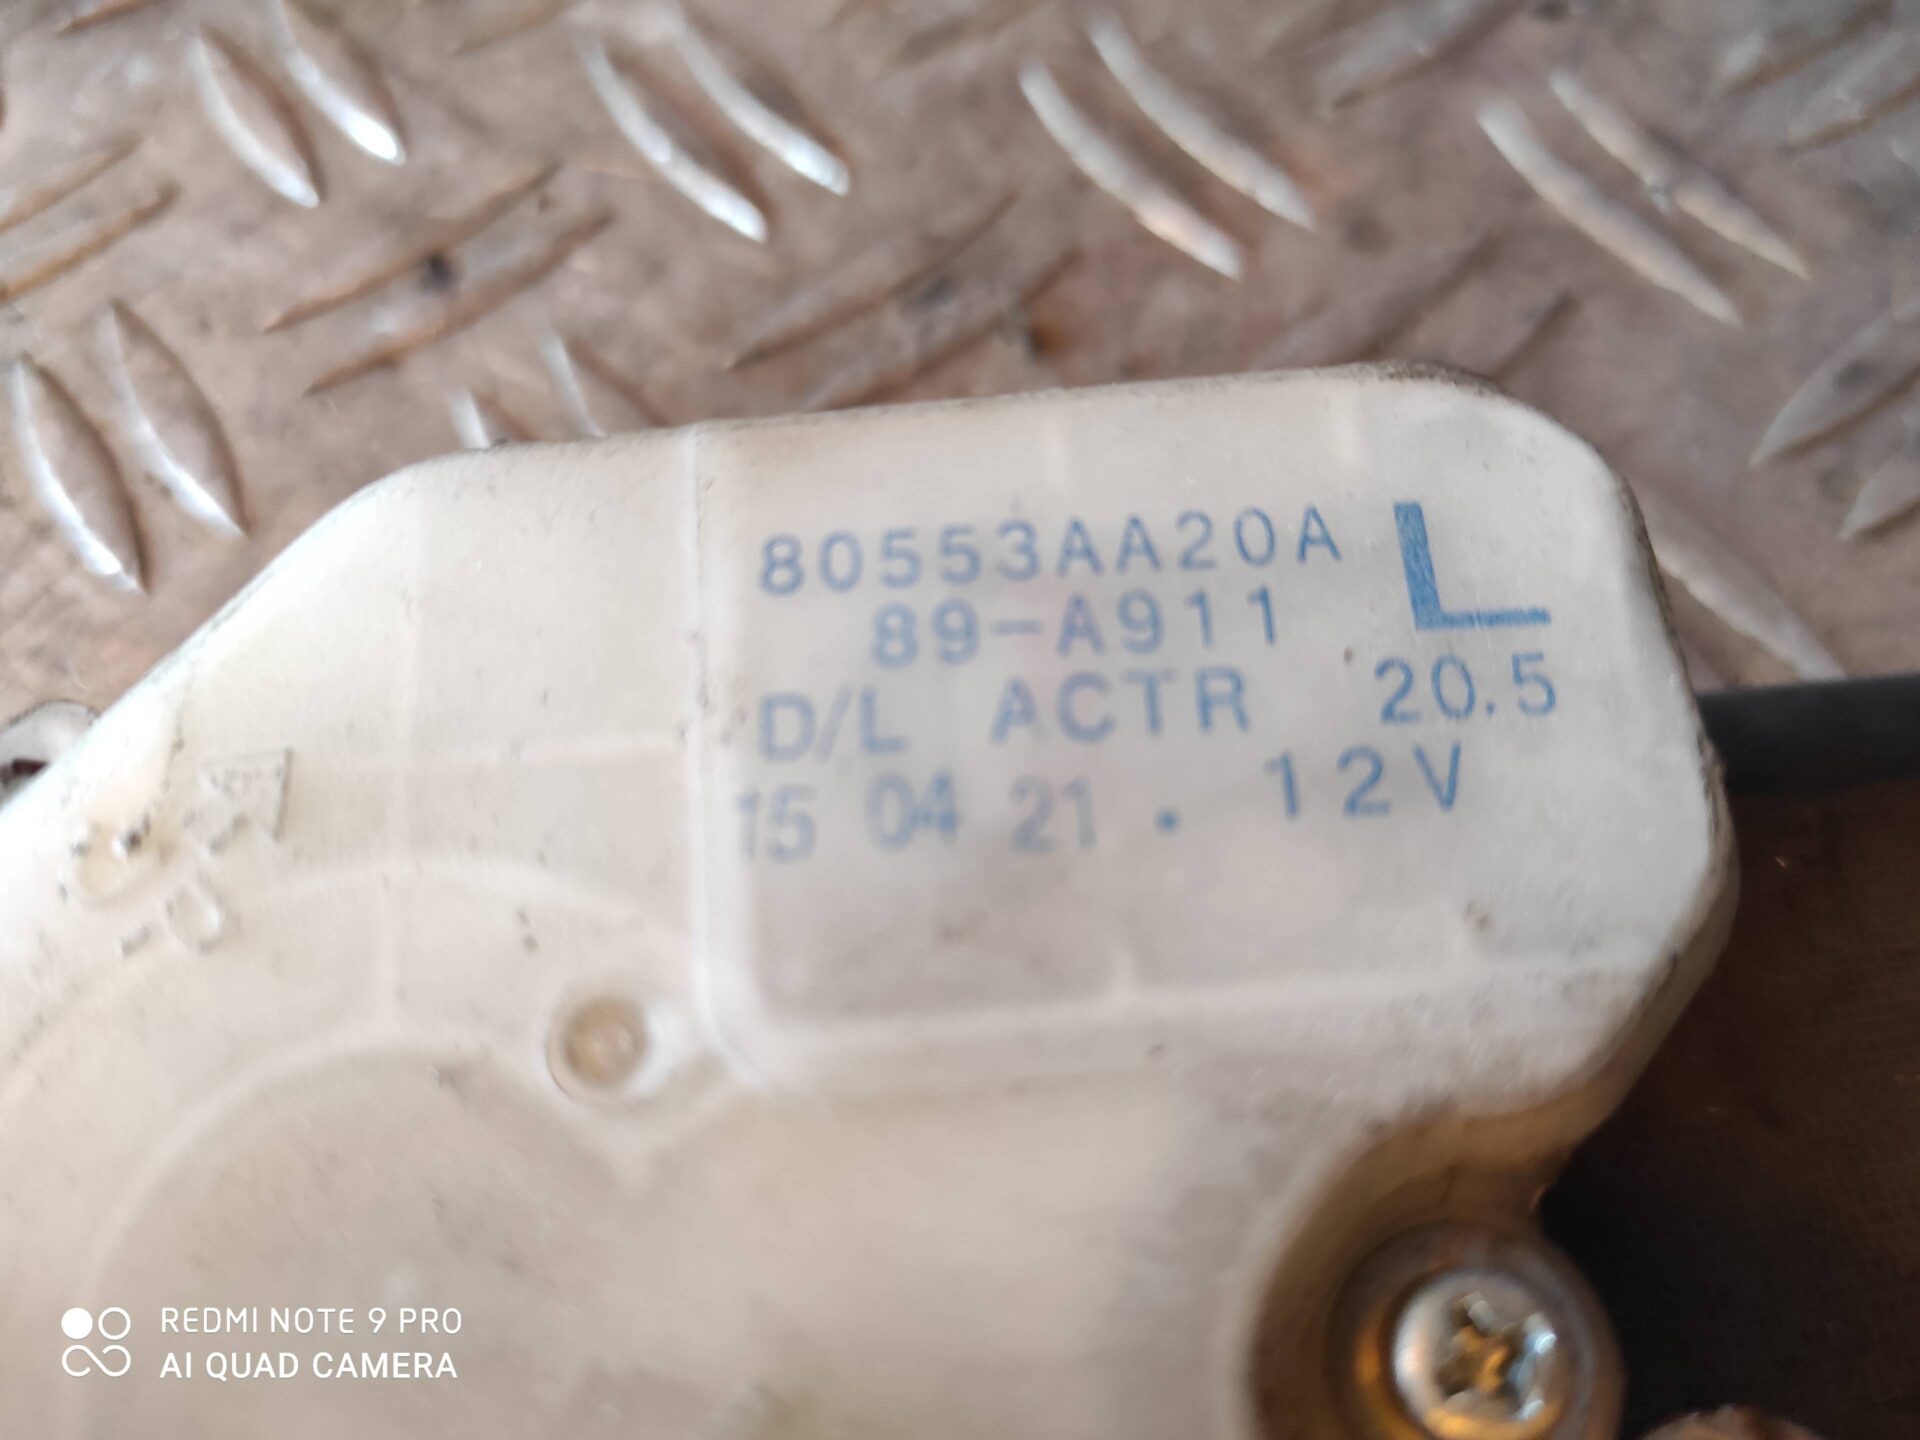 80553AA20A L
89-A911
D/L ACTR 20.5
15 04 21 . 12V
REDMI NOTE 9 PRO
AI QUAD CAMERA